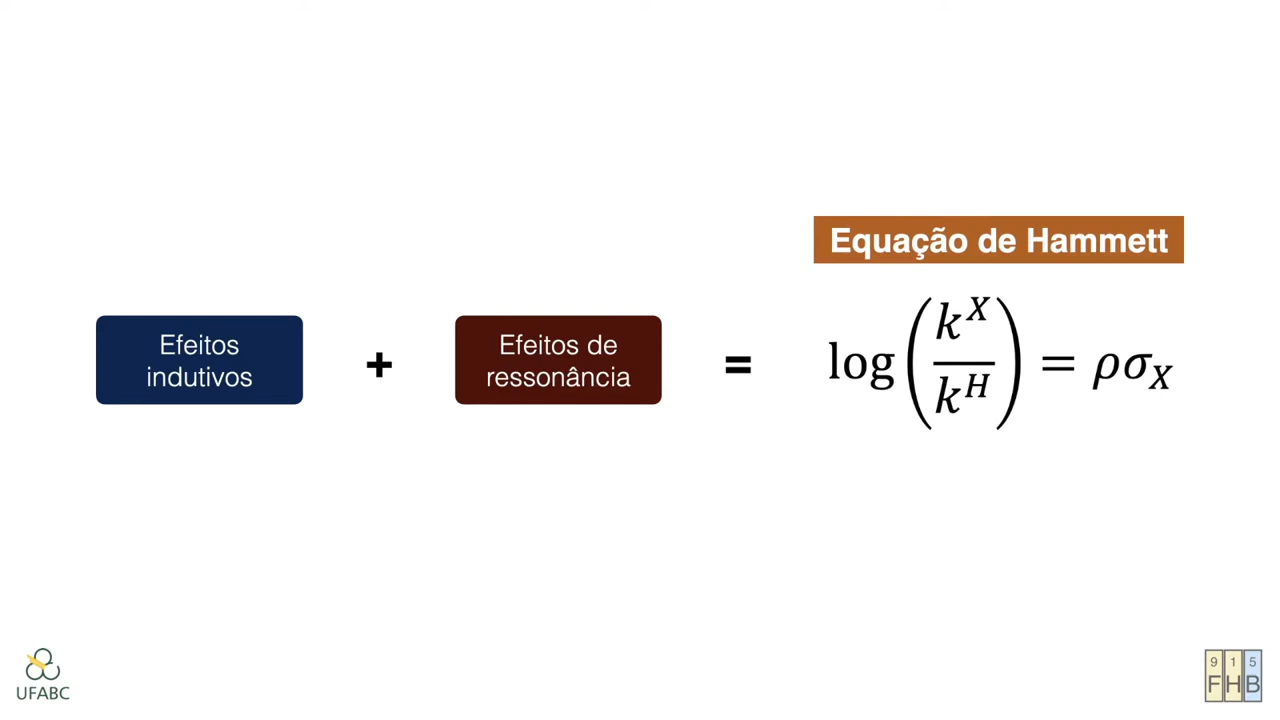 Equação de Hammett
Efeitos
indutivos
+
Efeitos de
ressonância
=
log(k^X/k^H) = ρσ_X
UFABC
9 1 5
F H B